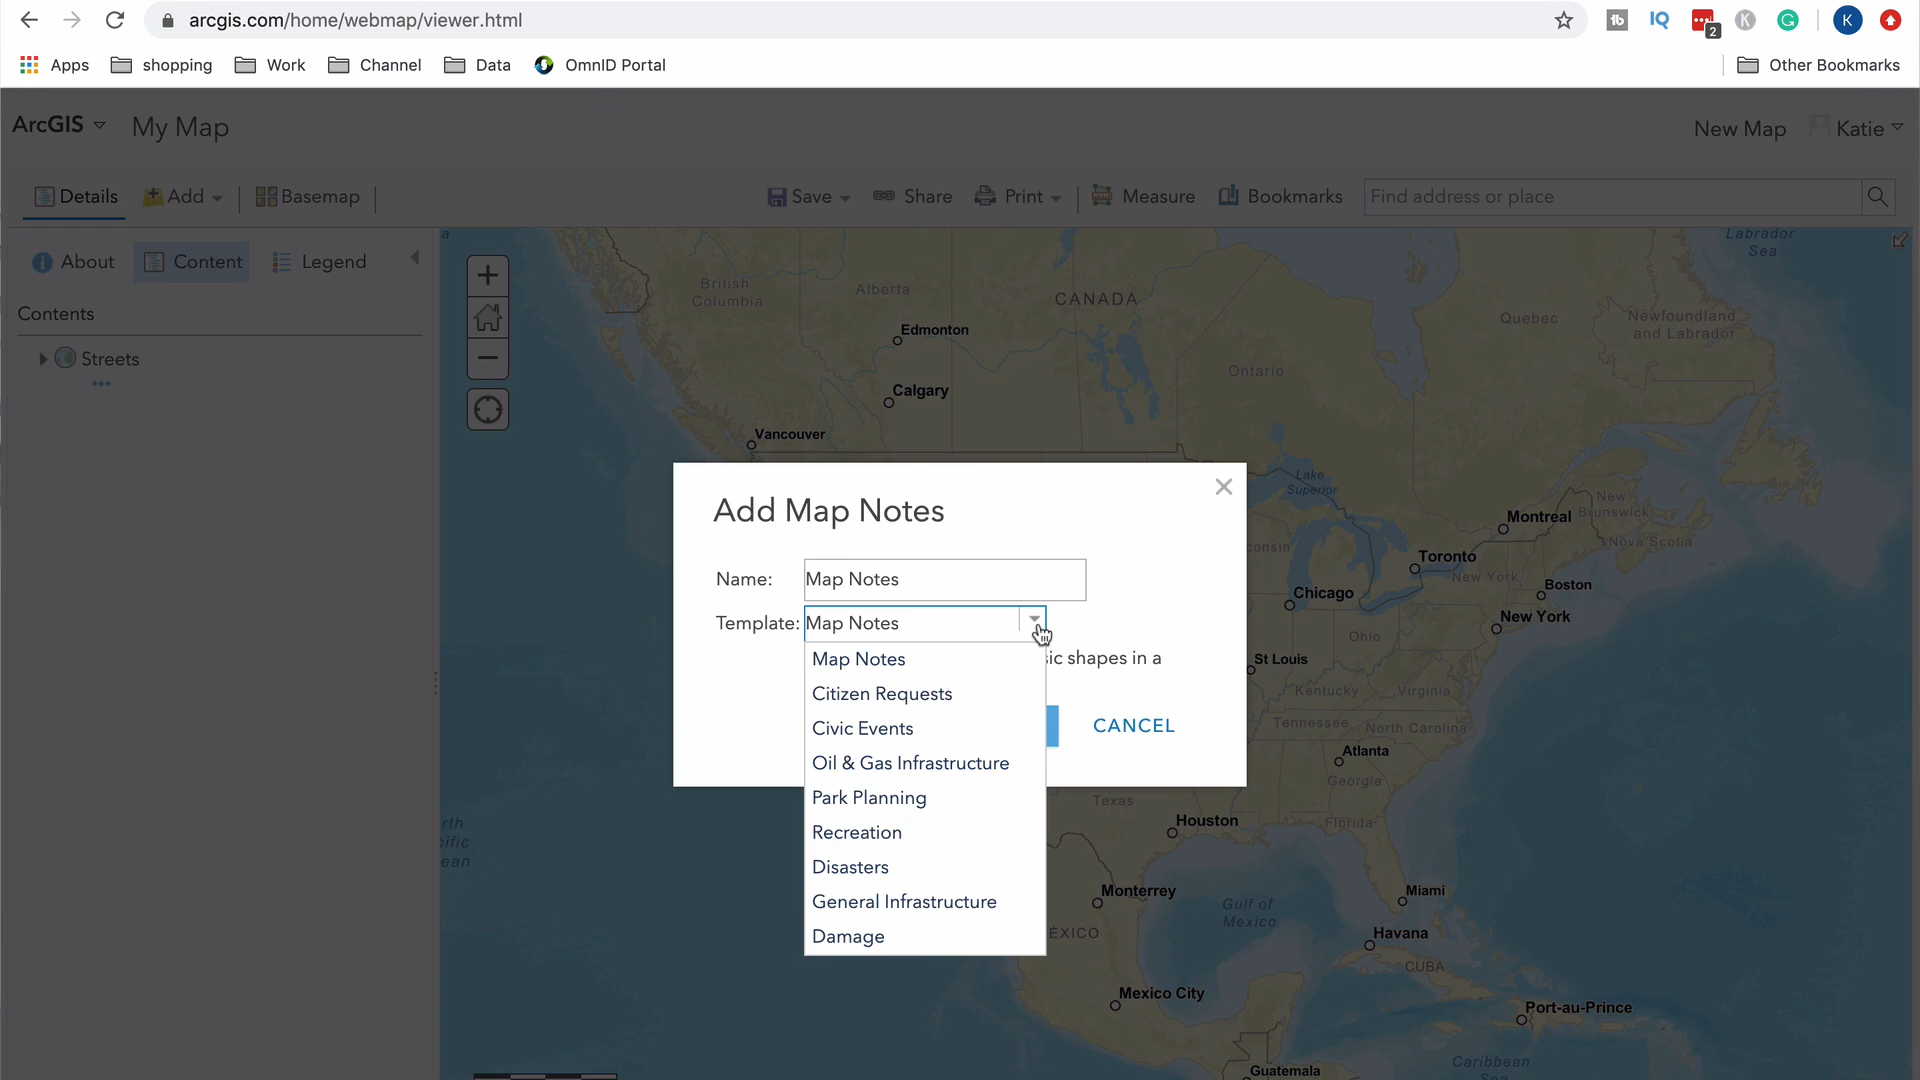 arcgis.com/home/webmap/viewer.html
2
K
K
Apps shopping Work Channel Data OmnID Portal Other Bookmarks
ArcGIS My Map New Map Katie
Details Add Basemap Save Share Print Measure Bookmarks Find address or place
About Content Legend
Contents
Streets
Labrador
Sea
British
Columbia
Alberta
CANADA
Quebec
Newfoundland
and Labrador
Edmonton
Calgary
Ontario
Vancouver
Lake
Superior
New
Brunswick
Montreal
Nova Scotia
Toronto
New York
Boston
Chicago
New York
Ohio
St Louis
Kentucky
Virginia
Tennessee
North Carolina
Atlanta
Georgia
Texas
Houston
Florida
Monterrey
Miami
Gulf of
Mexico
Havana
CUBA
Mexico City
Port-au-Prince
Caribbean
Guatemala
Add Map Notes
Name: Map Notes
Template: Map Notes
sic shapes in a
CANCEL
Map Notes
Citizen Requests
Civic Events
Oil & Gas Infrastructure
Park Planning
Recreation
Disasters
General Infrastructure
Damage